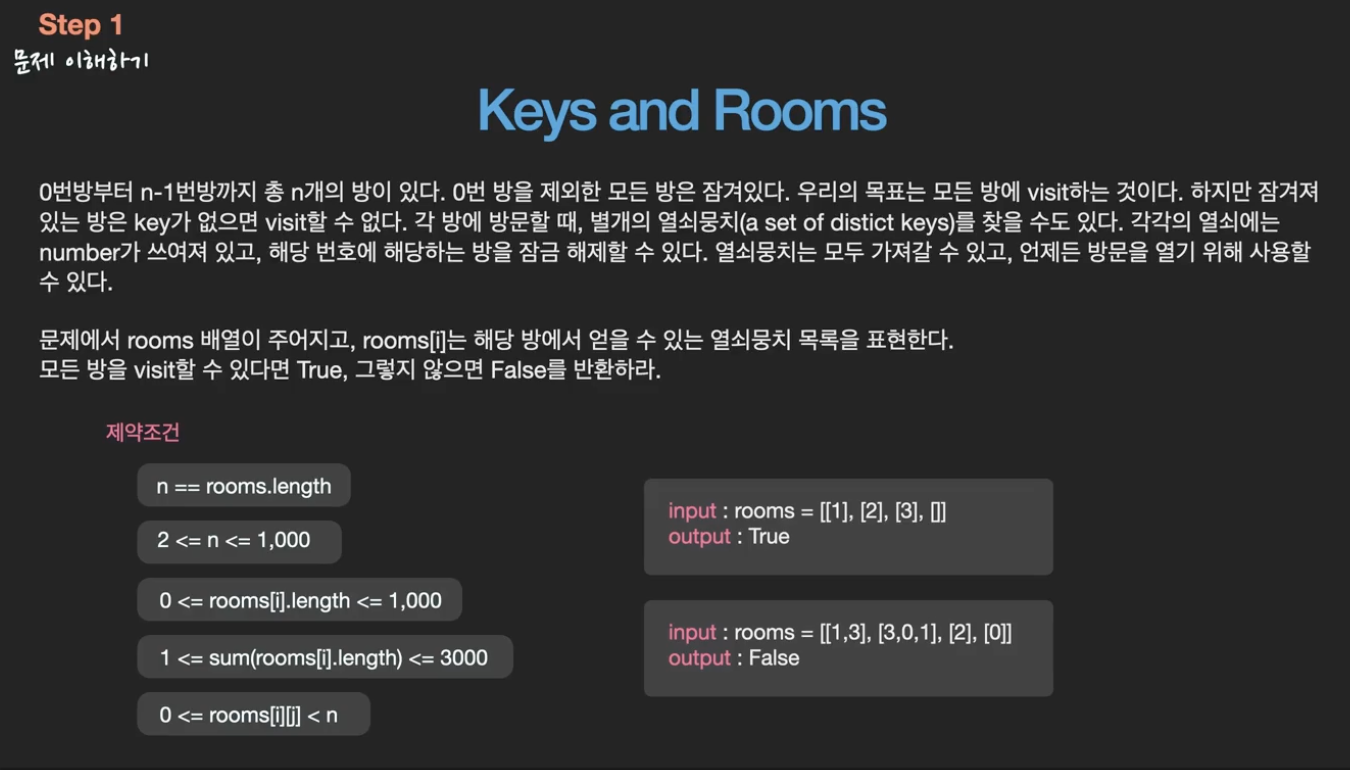 Step 1
문제 이해하기
Keys and Rooms
0번방부터 n-1번방까지 총 n개의 방이 있다. 0번 방을 제외한 모든 방은 잠겨있다. 우리의 목표는 모든 방에 visit하는 것이다. 하지만 잠겨져
있는 방은 key가 없으면 visit할 수 없다. 각 방에 방문할 때, 별개의 열쇠뭉치(a set of distict keys)를 찾을 수도 있다. 각각의 열쇠에는
number가 쓰여져 있고, 해당 번호에 해당하는 방을 잠금 해제할 수 있다. 열쇠뭉치는 모두 가져갈 수 있고, 언제든 방문을 열기 위해 사용할
수 있다.
문제에서 rooms 배열이 주어지고, rooms[i]는 해당 방에서 얻을 수 있는 열쇠뭉치 목록을 표현한다.
모든 방을 visit할 수 있다면 True, 그렇지 않으면 False를 반환하라.
제약조건
n == rooms.length
2 <= n <= 1,000
0 <= rooms[i].length <= 1,000
1 <= sum(rooms[i].length) <= 3000
0 <= rooms[i][j] < n
input : rooms = [[1], [2], [3], []]
output : True
input : rooms = [[1,3], [3,0,1], [2], [0]]
output : False